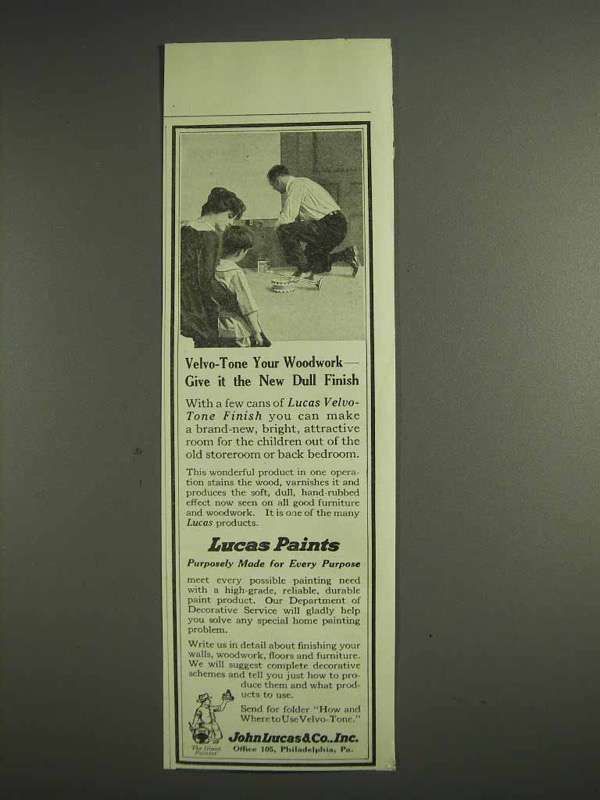 Velvo-Tone Your Woodwork—
Give it the New Dull Finish
With a few cans of Lucas Velvo-
Tone Finish you can make
a brand-new, bright, attractive
room for the children out of the
old storeroom or back bedroom.
This wonderful product in one opera-
tion stains the wood, varnishes it and
produces the soft, dull, hand-rubbed
effect now seen on all good furniture
and woodwork. It is one of the many
Lucas products.
Lucas Paints
Purposely Made for Every Purpose
meet every possible painting need
with a high-grade, reliable, durable
paint product. Our Department of
Decorative Service will gladly help
you solve any special home painting
problem.
Write us in detail about finishing your
walls, woodwork, floors and furniture.
We will suggest complete decorative
schemes and tell you just how to pro-
duce them and what prod-
ucts to use.
Send for folder "How and
Where to Use Velvo-Tone."
John Lucas & Co., Inc.
Office 105, Philadelphia, Pa.
The Giant
Painter